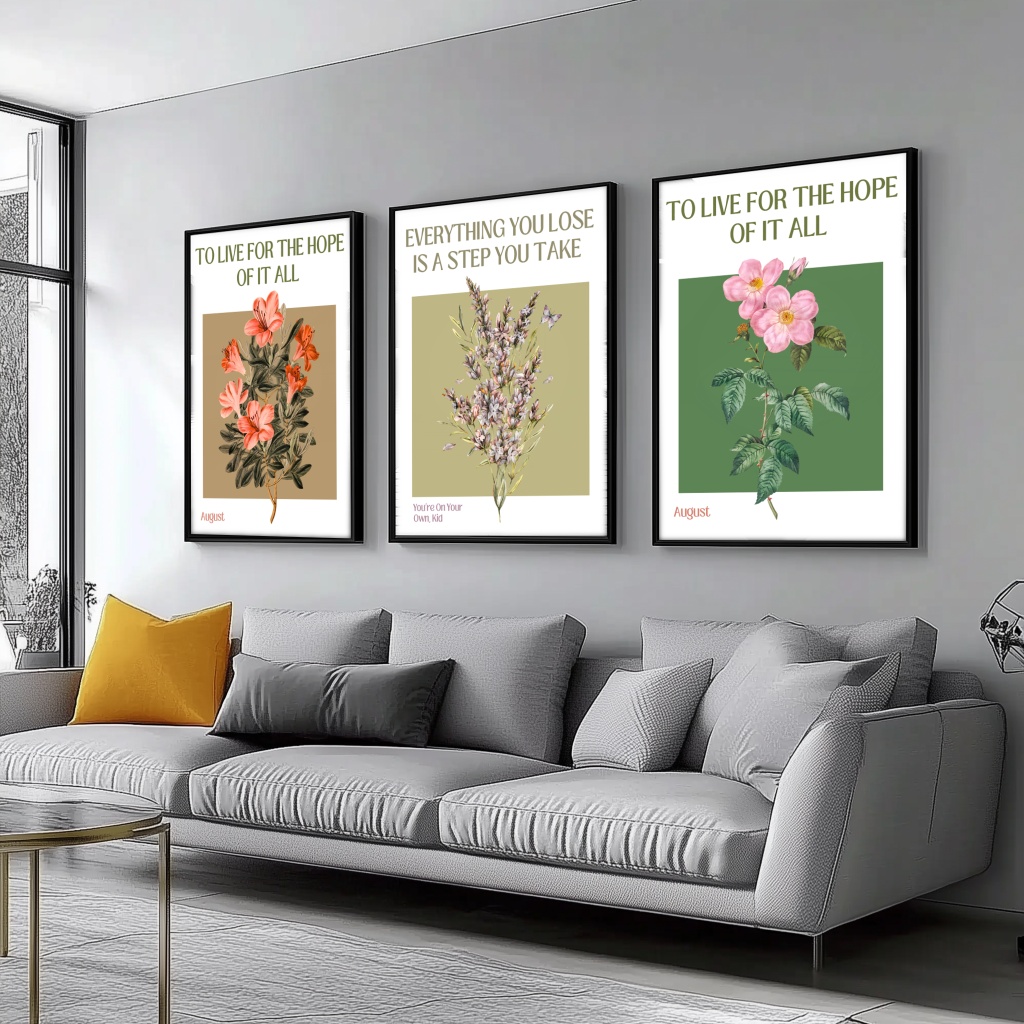 TO LIVE FOR THE HOPE
OF IT ALL
August
EVERYTHING YOU LOSE
IS A STEP YOU TAKE
You're On Your
Own, Kid
TO LIVE FOR THE HOPE
OF IT ALL
August